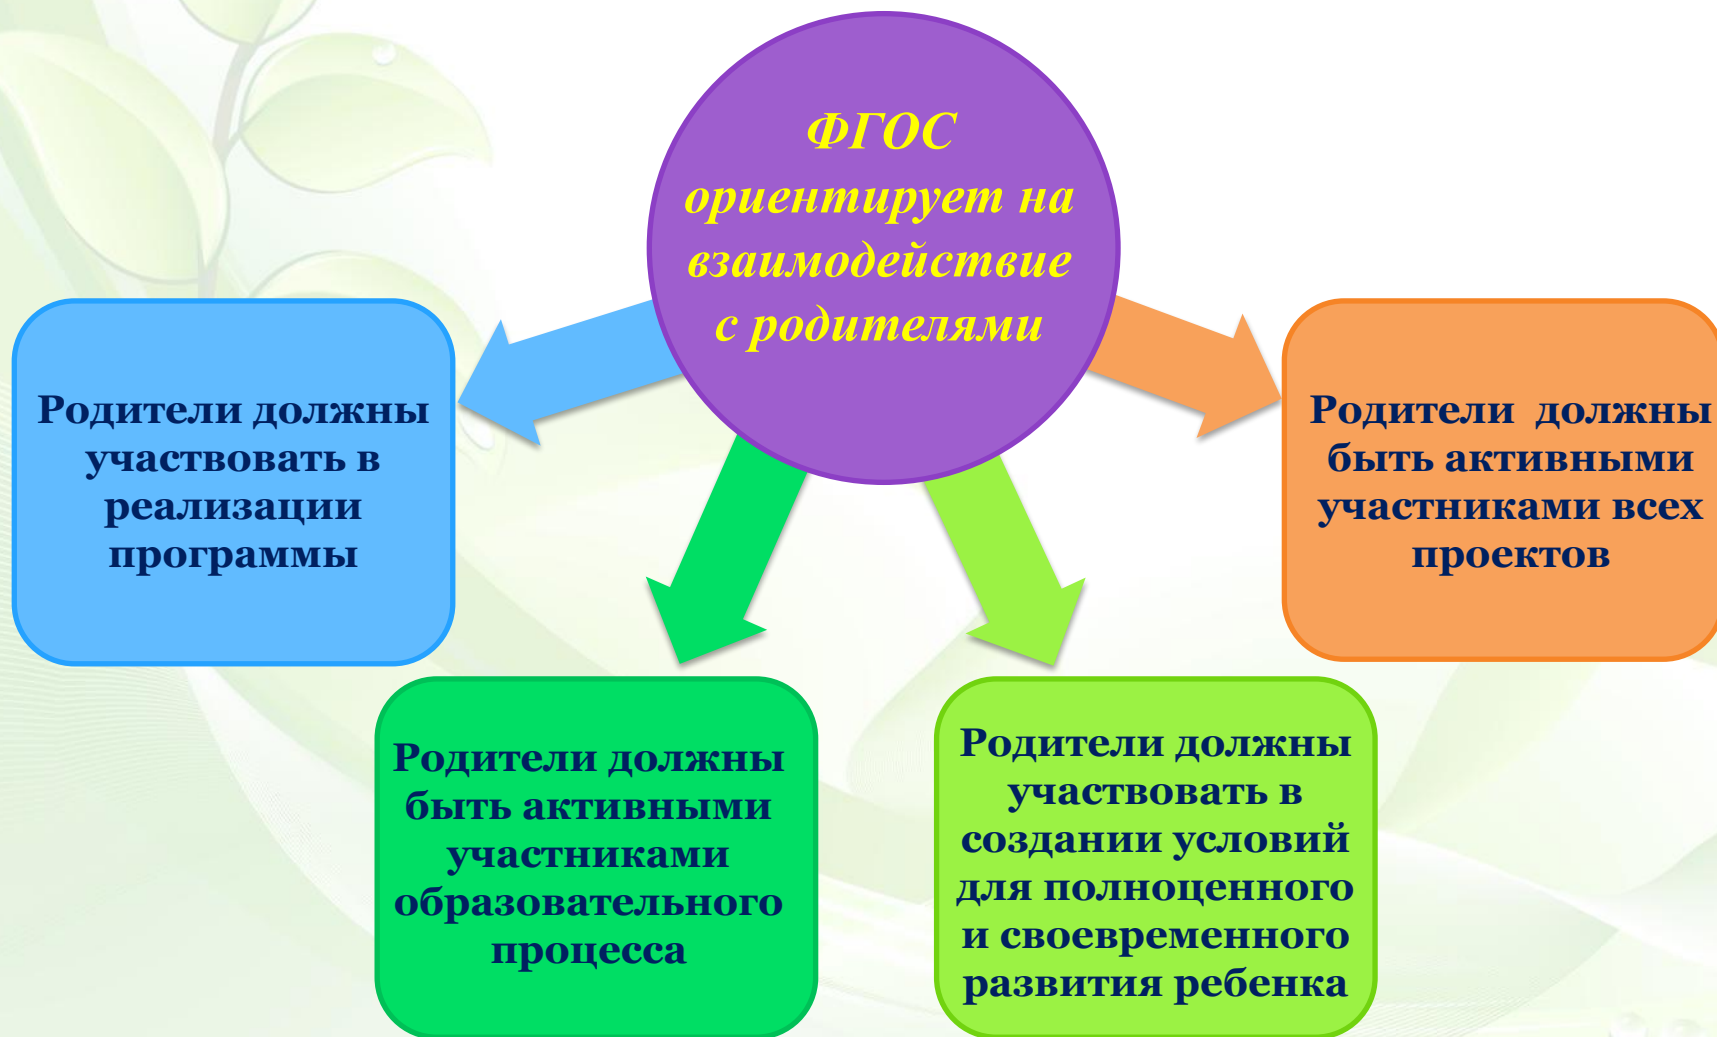 ФГОС
ориентирует на
взаимодействие
с родителями
Родители должны
участвовать в
реализации
программы
Родители должны
быть активными
участниками
образовательного
процесса
Родители должны
участвовать в
создании условий
для полноценного
и своевременного
развития ребенка
Родители должны
быть активными
участниками всех
проектов